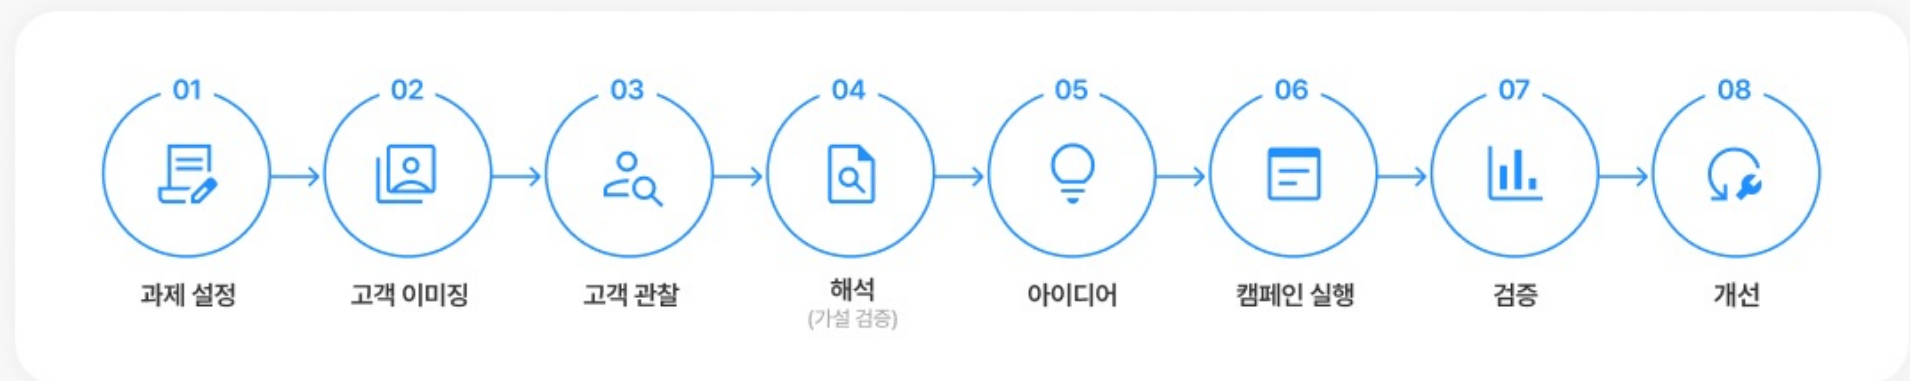 01
02
03
04
05
06
07
08
과제 설정
고객 이미징
고객 관찰
해석
(가설 검증)
아이디어
캠페인 실행
검증
개선